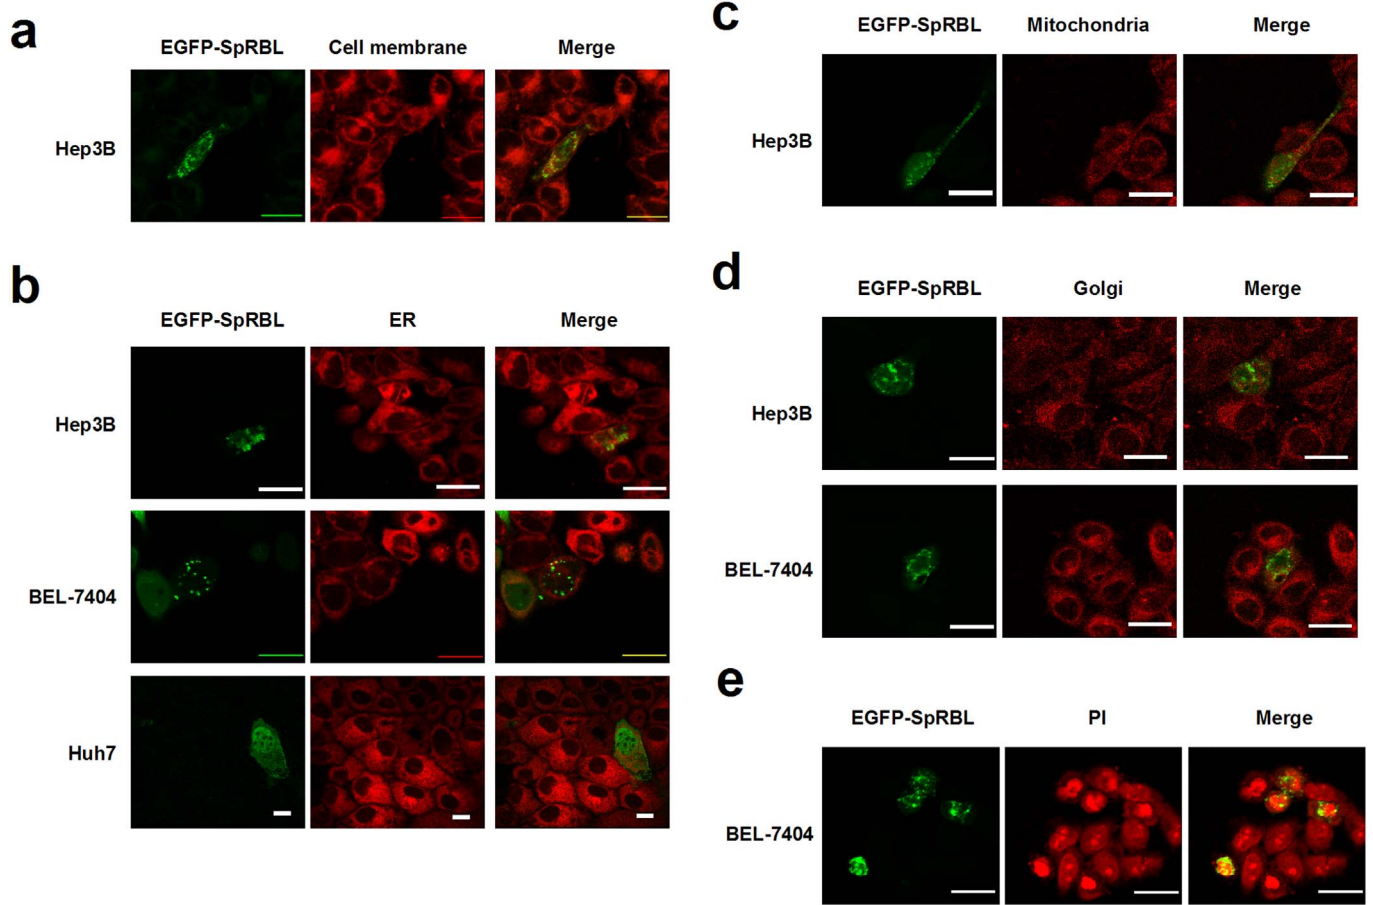 a
EGFP-SpRBL Cell membrane Merge
Hep3B
b
EGFP-SpRBL ER Merge
Hep3B
BEL-7404
Huh7
c
EGFP-SpRBL Mitochondria Merge
Hep3B
d
EGFP-SpRBL Golgi Merge
Hep3B
BEL-7404
e
EGFP-SpRBL PI Merge
BEL-7404